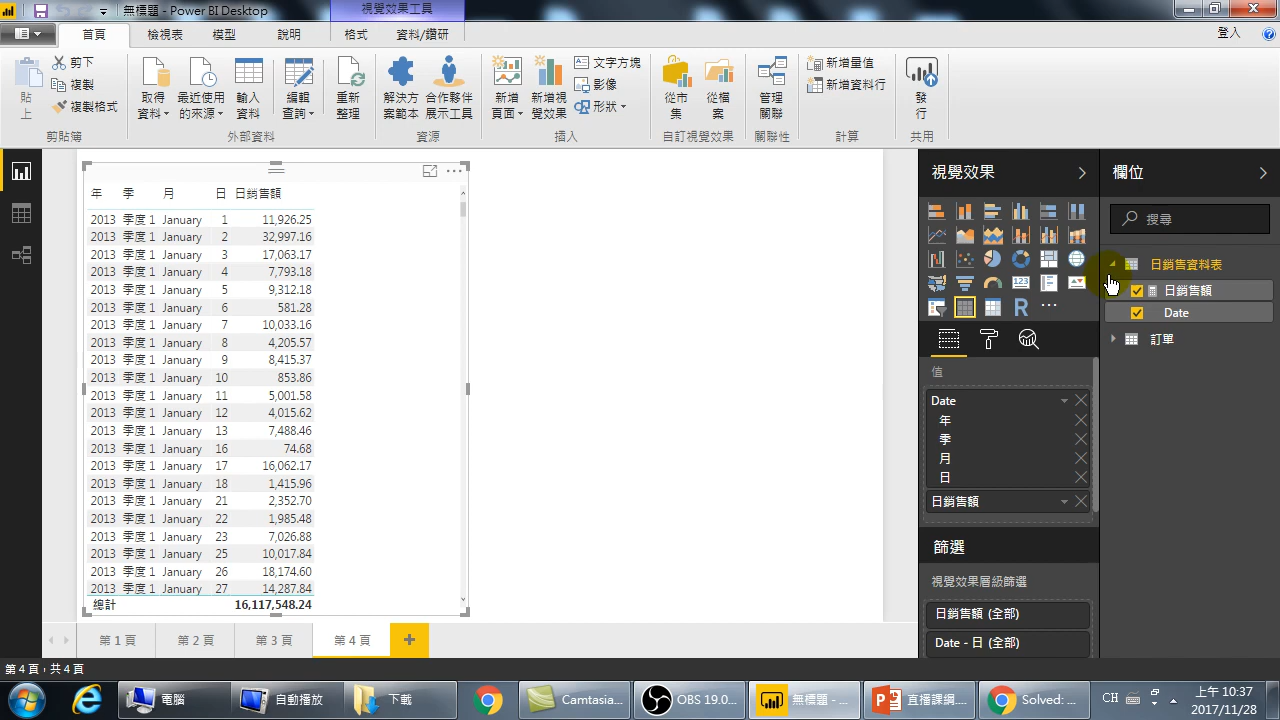 無標題 - Power BI Desktop
視覺效果工具
首頁
檢視表
模型
說明
格式
資料/鑽研
登入
貼上
剪下
複製
複製格式
剪貼簿
取得資料
最近使用的來源
輸入資料
編輯查詢
重新整理
外部資料
解決方案範本
合作夥伴展示工具
資源
新增頁面
新增視覺效果
文字方塊
影像
形狀
插入
從市集
從檔案
自訂視覺效果
管理關聯
關聯性
新增量值
新增資料行
計算
發行
共用
年 季 月 日 日銷售額
2013 季度 1 January 1 11,926.25
2013 季度 1 January 2 32,997.16
2013 季度 1 January 3 17,063.17
2013 季度 1 January 4 7,793.18
2013 季度 1 January 5 9,312.18
2013 季度 1 January 6 581.28
2013 季度 1 January 7 10,033.16
2013 季度 1 January 8 4,205.57
2013 季度 1 January 9 8,415.37
2013 季度 1 January 10 853.86
2013 季度 1 January 11 5,001.58
2013 季度 1 January 12 4,015.62
2013 季度 1 January 13 7,488.46
2013 季度 1 January 16 74.68
2013 季度 1 January 17 16,062.17
2013 季度 1 January 18 1,415.96
2013 季度 1 January 21 2,352.70
2013 季度 1 January 22 1,985.48
2013 季度 1 January 23 7,026.88
2013 季度 1 January 25 10,017.84
2013 季度 1 January 26 18,174.60
2013 季度 1 January 27 14,287.84
總計 16,117,548.24
視覺效果
R
123
值
Date
年
季
月
日
日銷售額
篩選
視覺效果層級篩選
日銷售額 (全部)
Date - 日 (全部)
欄位
搜尋
日銷售資料表
日銷售額
Date
訂單
第 1 頁
第 2 頁
第 3 頁
第 4 頁
第 4 頁，共 4 頁
電腦
自動播放
下載
Camtasia...
OBS 19.0...
無標題 - ...
直播課綱....
Solved: ...
CH
上午 10:37
2017/11/28